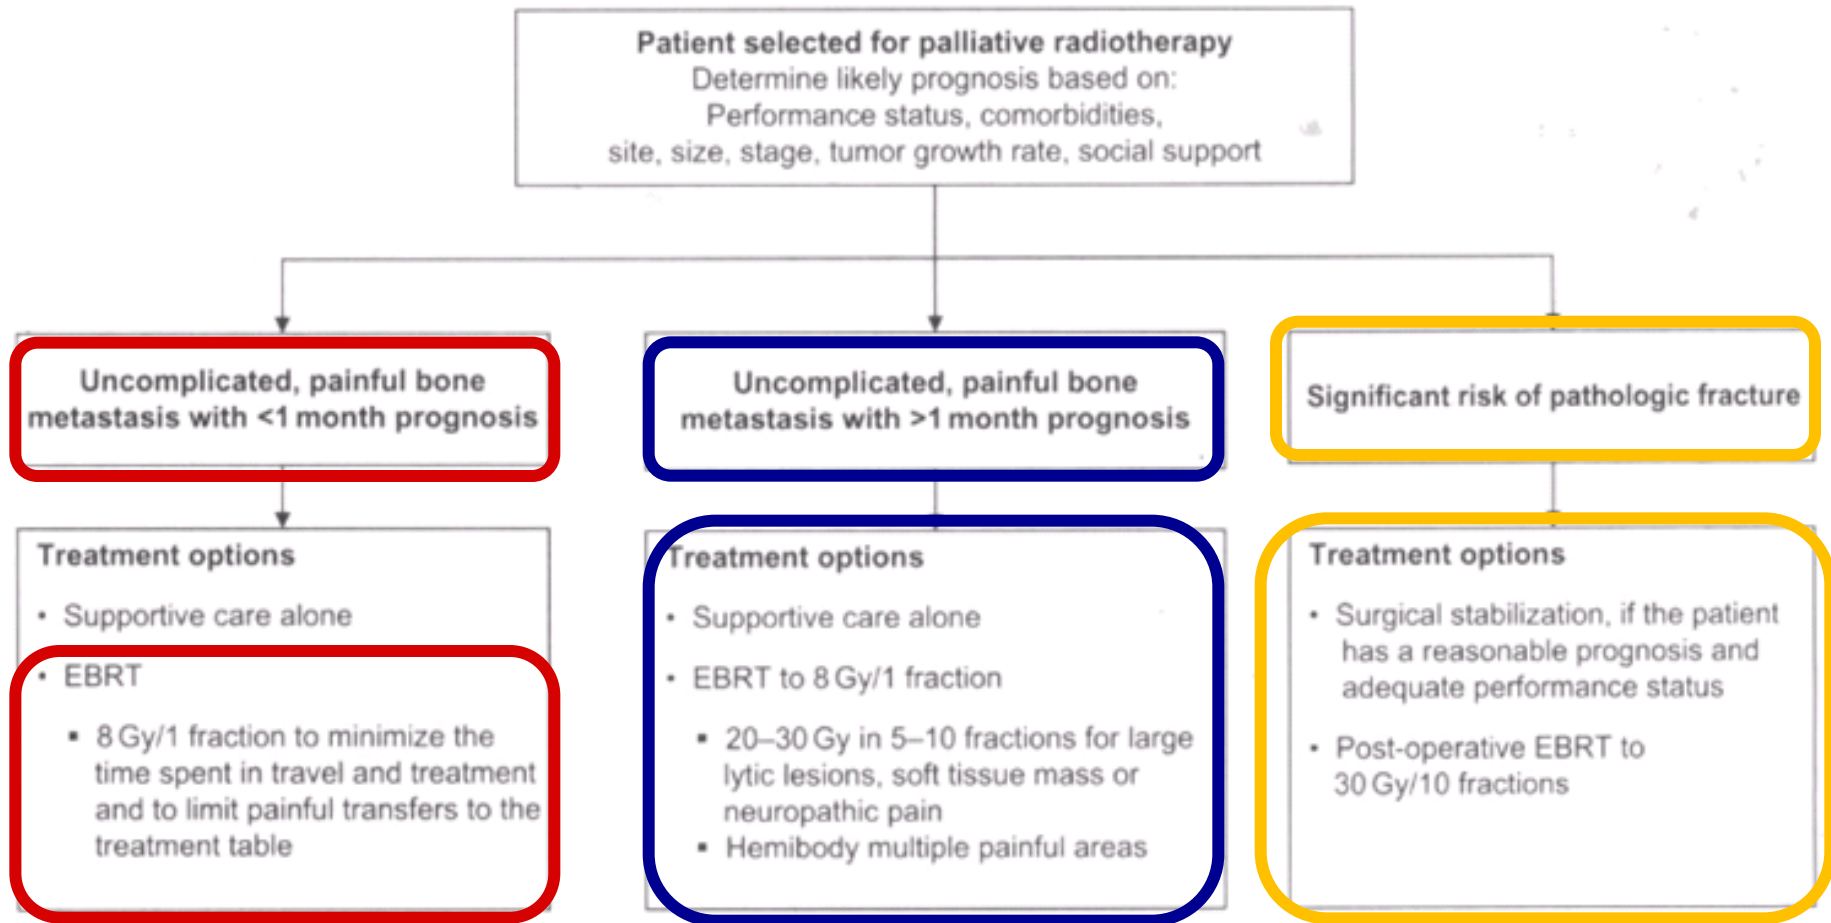 Patient selected for palliative radiotherapy
Determine likely prognosis based on:
Performance status, comorbidities,
site, size, stage, tumor growth rate, social support
Uncomplicated, painful bone
metastasis with <1 month prognosis
Uncomplicated, painful bone
metastasis with >1 month prognosis
Significant risk of pathologic fracture
Treatment options
• Supportive care alone
• EBRT
▪ 8 Gy/1 fraction to minimize the
time spent in travel and treatment
and to limit painful transfers to the
treatment table
Treatment options
• Supportive care alone
• EBRT to 8 Gy/1 fraction
▪ 20–30 Gy in 5–10 fractions for large
lytic lesions, soft tissue mass or
neuropathic pain
▪ Hemibody multiple painful areas
Treatment options
• Surgical stabilization, if the patient
has a reasonable prognosis and
adequate performance status
• Post-operative EBRT to
30 Gy/10 fractions